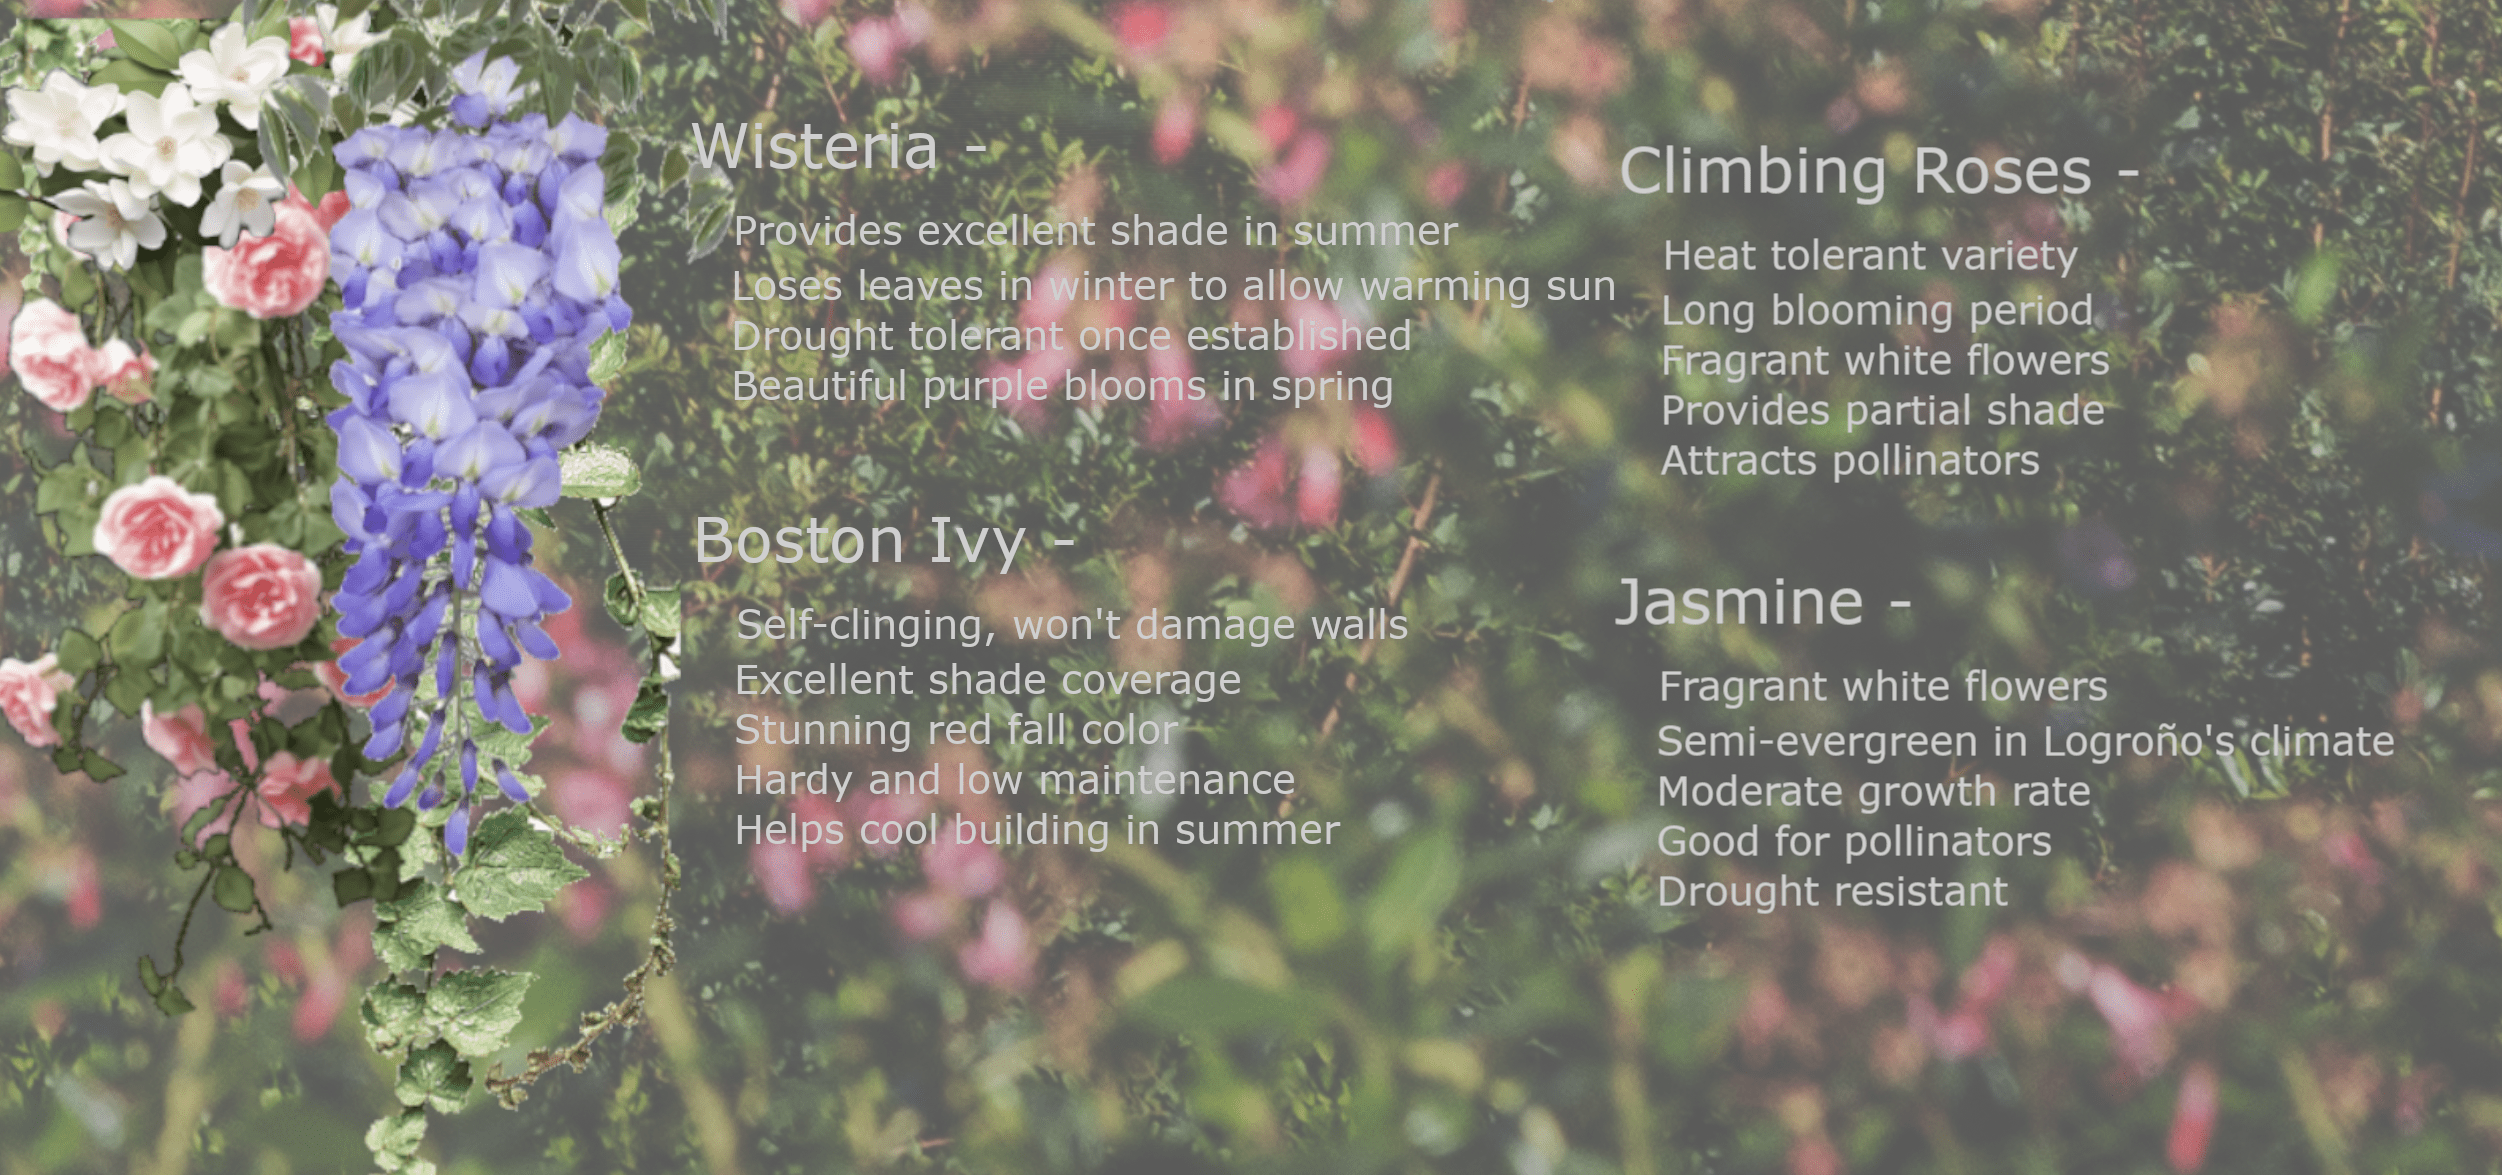 Wisteria -
Provides excellent shade in summer
Loses leaves in winter to allow warming sun
Drought tolerant once established
Beautiful purple blooms in spring
Boston Ivy -
Self-clinging, won't damage walls
Excellent shade coverage
Stunning red fall color
Hardy and low maintenance
Helps cool building in summer
Climbing Roses -
Heat tolerant variety
Long blooming period
Fragrant white flowers
Provides partial shade
Attracts pollinators
Jasmine -
Fragrant white flowers
Semi-evergreen in Logroño's climate
Moderate growth rate
Good for pollinators
Drought resistant